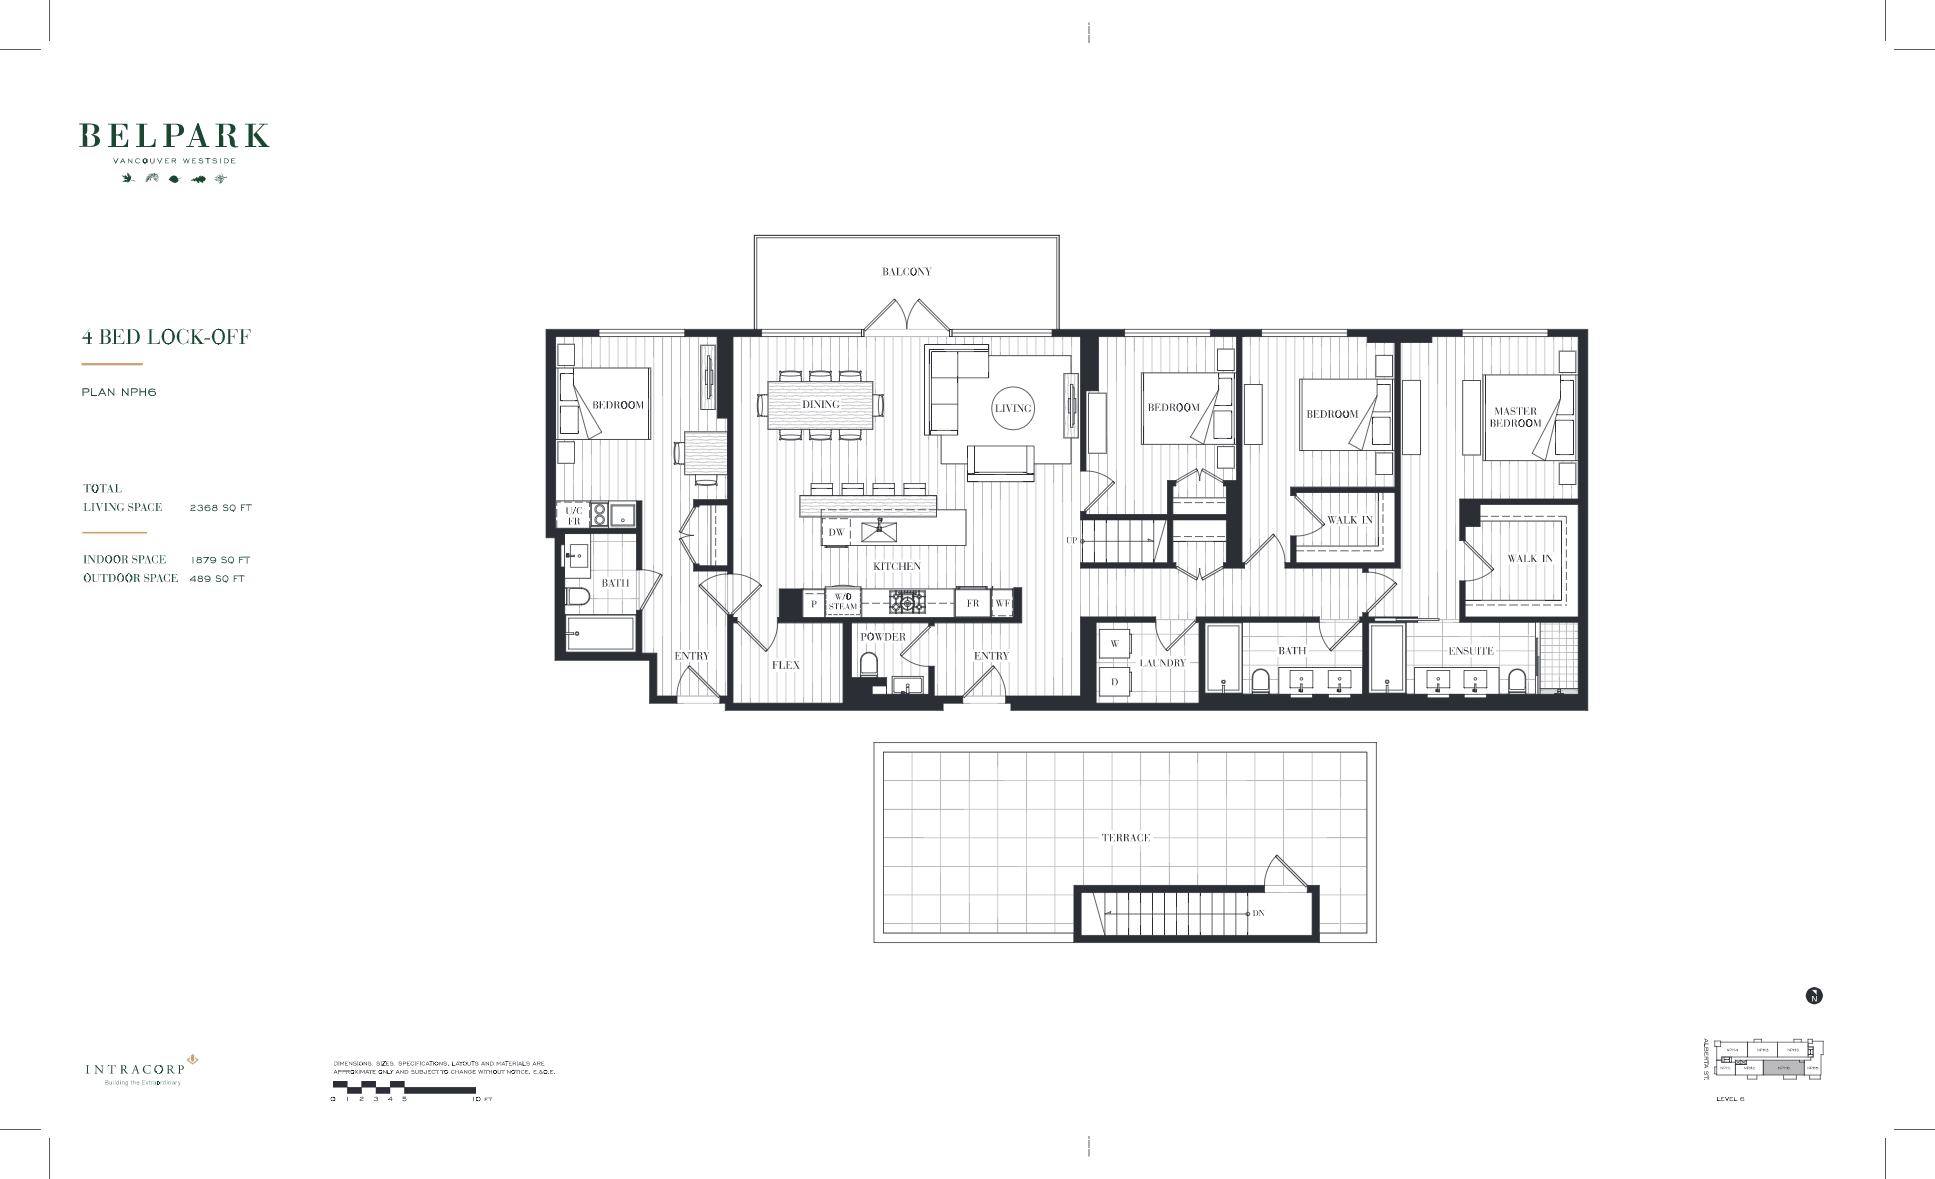 BELPARK
VANCOUVER WESTSIDE
4 BED LOCK-OFF
PLAN NPH6
TOTAL
LIVING SPACE 2368 SQ FT
INDOOR SPACE 1879 SQ FT
OUTDOOR SPACE 489 SQ FT
BALCONY
BEDROOM
DINING
LIVING
BEDROOM
BEDROOM
MASTER
BEDROOM
U/C
FR
DW
UP
WALK IN
WALK IN
BATH
KITCHEN
P
W/O
STEAM
FR
WF
ENTRY
FLEX
POWDER
ENTRY
W
D
LAUNDRY
BATH
ENSUITE
TERRACE
DN
INTRACORP
Building the Extraordinary
DIMENSIONS, SIZES, SPECIFICATIONS, LAYOUTS AND MATERIALS ARE
APPROXIMATE ONLY AND SUBJECT TO CHANGE WITHOUT NOTICE. E.&O.E.
0 1 2 3 4 5 10 FT
N
ALBERTA ST.
LEVEL 6